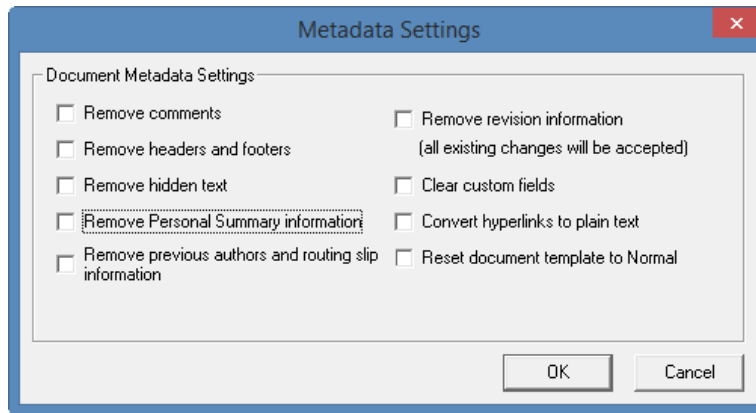 Metadata Settings
Document Metadata Settings
Remove comments
Remove headers and footers
Remove hidden text
Remove Personal Summary information
Remove previous authors and routing slip
information
Remove revision information
(all existing changes will be accepted)
Clear custom fields
Convert hyperlinks to plain text
Reset document template to Normal
OK
Cancel